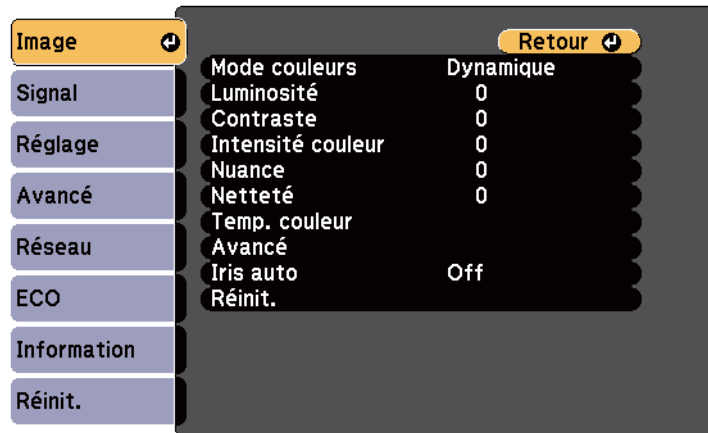 Image
Signal
Réglage
Avancé
Réseau
ECO
Information
Réinit.
Retour
Mode couleurs Dynamique
Luminosité 0
Contraste 0
Intensité couleur 0
Nuance 0
Netteté 0
Temp. couleur
Avancé
Iris auto Off
Réinit.